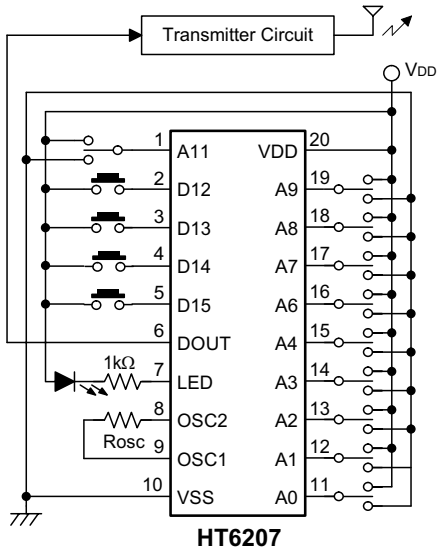 Transmitter Circuit
VDD
1 A11 VDD 20
2 D12 A9 19
3 D13 A8 18
4 D14 A7 17
5 D15 A6 16
6 DOUT A4 15
1kΩ 7 LED A3 14
8 OSC2 A2 13
Rosc
9 OSC1 A1 12
10 VSS A0 11
HT6207